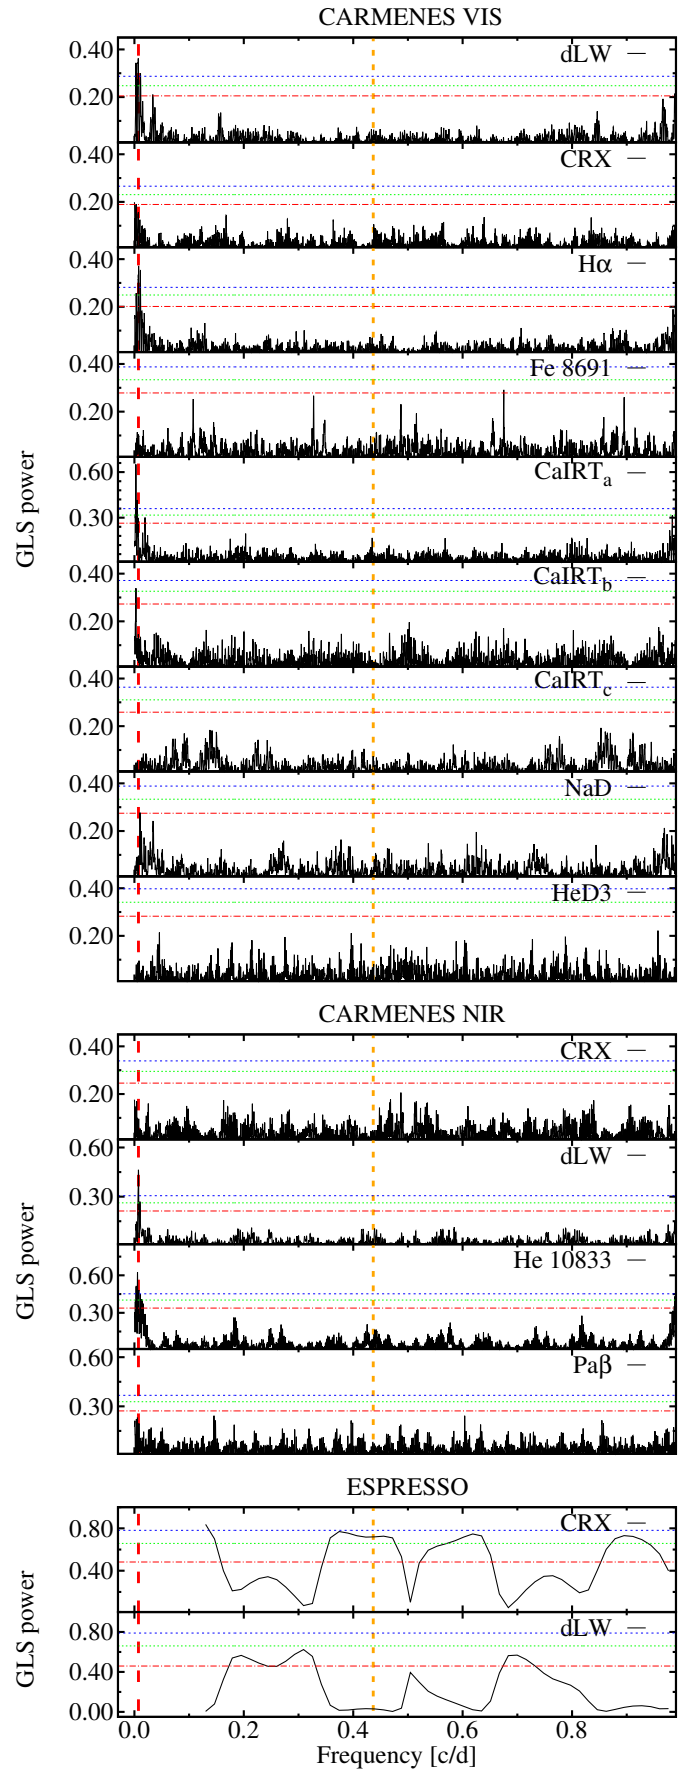 CARMENES VIS
0.40
0.20
dLW
0.40
0.20
CRX
0.40
0.20
Hα
0.40
0.20
Fe 8691
0.60
0.30
CaIRTa
0.40
0.20
CaIRTb
0.40
0.20
CaIRTc
0.40
0.20
NaD
0.40
0.20
HeD3
GLS power
CARMENES NIR
0.40
0.20
CRX
0.60
0.30
dLW
0.60
0.30
He 10833
0.60
0.30
Paβ
GLS power
ESPRESSO
0.80
0.40
CRX
0.80
0.40
0.00
dLW
GLS power
0.0 0.2 0.4 0.6 0.8
Frequency [c/d]